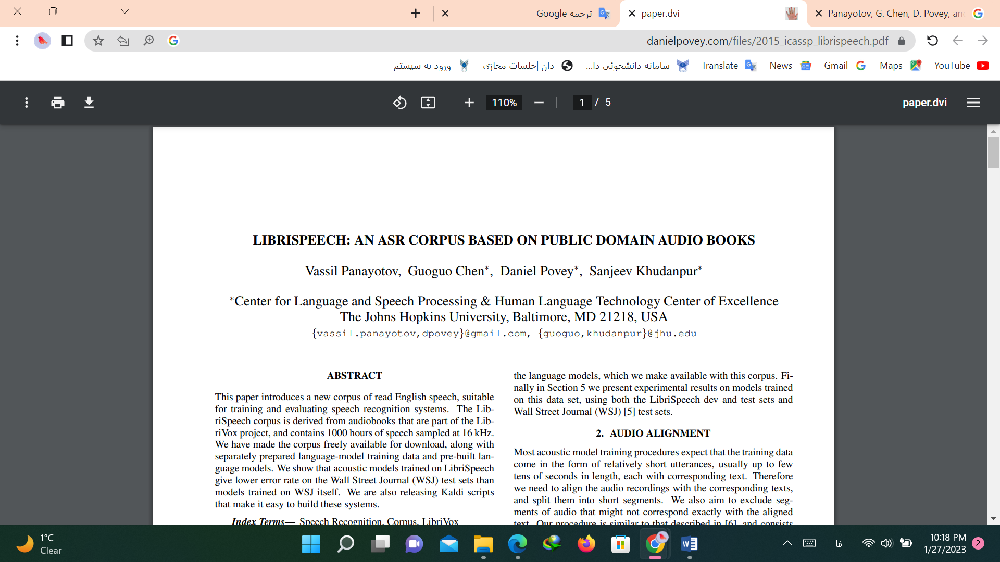 ترجمه Google
paper.dvi
Panayotov, G. Chen, D. Povey, an
danielpovey.com/files/2015_icassp_librispeech.pdf
ورود به سیستم
دان |جلسات مجازی
سامانه دانشجوئی دا...
Translate
News
Gmail
Maps
YouTube
110%
1 / 5
paper.dvi
LIBRISPEECH: AN ASR CORPUS BASED ON PUBLIC DOMAIN AUDIO BOOKS
Vassil Panayotov, Guoguo Chen*, Daniel Povey*, Sanjeev Khudanpur*
*Center for Language and Speech Processing & Human Language Technology Center of Excellence
The Johns Hopkins University, Baltimore, MD 21218, USA
{vassil.panayotov,dpovey}@gmail.com, {guoguo,khudanpur}@jhu.edu
ABSTRACT
This paper introduces a new corpus of read English speech, suitable
for training and evaluating speech recognition systems. The Lib-
riSpeech corpus is derived from audiobooks that are part of the Lib-
riVox project, and contains 1000 hours of speech sampled at 16 kHz.
We have made the corpus freely available for download, along with
separately prepared language-model training data and pre-built lan-
guage models. We show that acoustic models trained on LibriSpeech
give lower error rate on the Wall Street Journal (WSJ) test sets than
models trained on WSJ itself. We are also releasing Kaldi scripts
that make it easy to build these systems.
Index Terms— Speech Recognition, Corpus, LibriVox
the language models, which we make available with this corpus. Fi-
nally in Section 5 we present experimental results on models trained
on this data set, using both the LibriSpeech dev and test sets and
Wall Street Journal (WSJ) [5] test sets.
2. AUDIO ALIGNMENT
Most acoustic model training procedures expect that the training data
come in the form of relatively short utterances, usually up to few
tens of seconds in length, each with corresponding text. Therefore
we need to align the audio recordings with the corresponding texts,
and split them into short segments. We also aim to exclude seg-
ments of audio that might not correspond exactly with the aligned
text. Our procedure is similar to that described in [6], and consists
1°C
Clear
فا
10:18 PM
1/27/2023
2